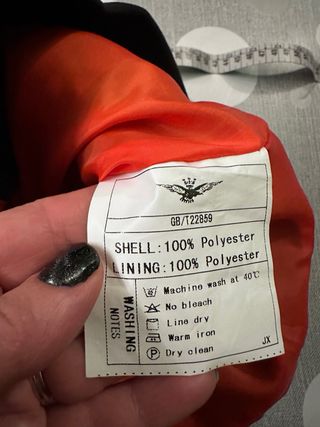 GB/T22859
SHELL: 100% Polyester
LINING: 100% Polyester
WASHING
NOTES
Machine wash at 40℃
No bleach
Line dry
Warm iron
P Dry clean
JX